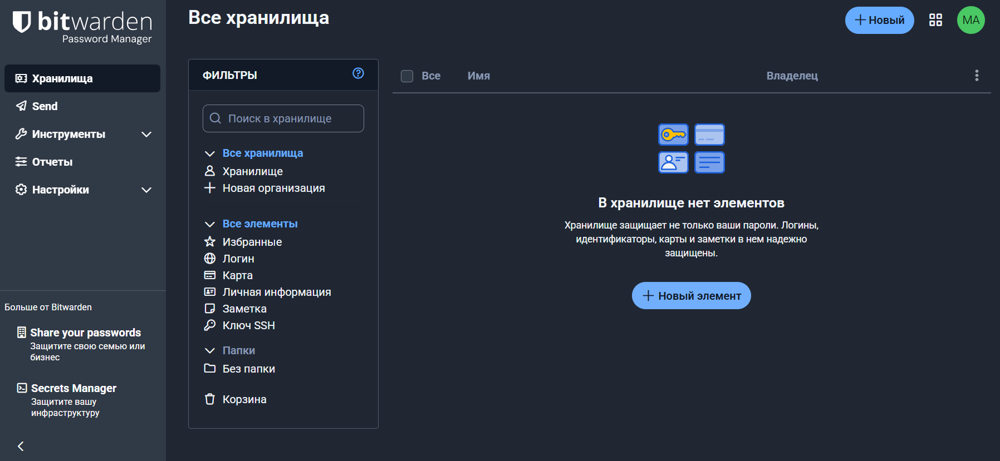 bitwarden
Password Manager
Хранилища
Send
Инструменты
Отчеты
Настройки
Больше от Bitwarden
Share your passwords
Защитите свою семью или
бизнес
Secrets Manager
Защитите вашу
инфраструктуру
Все хранилища
Новый
MA
ФИЛЬТРЫ
Поиск в хранилище
Все хранилища
Хранилище
Новая организация
Все элементы
Избранные
Логин
Карта
Личная информация
Заметка
Ключ SSH
Папки
Без папки
Корзина
Все Имя Владелец
В хранилище нет элементов
Хранилище защищает не только ваши пароли. Логины,
идентификаторы, карты и заметки в нем надежно
защищены.
Новый элемент